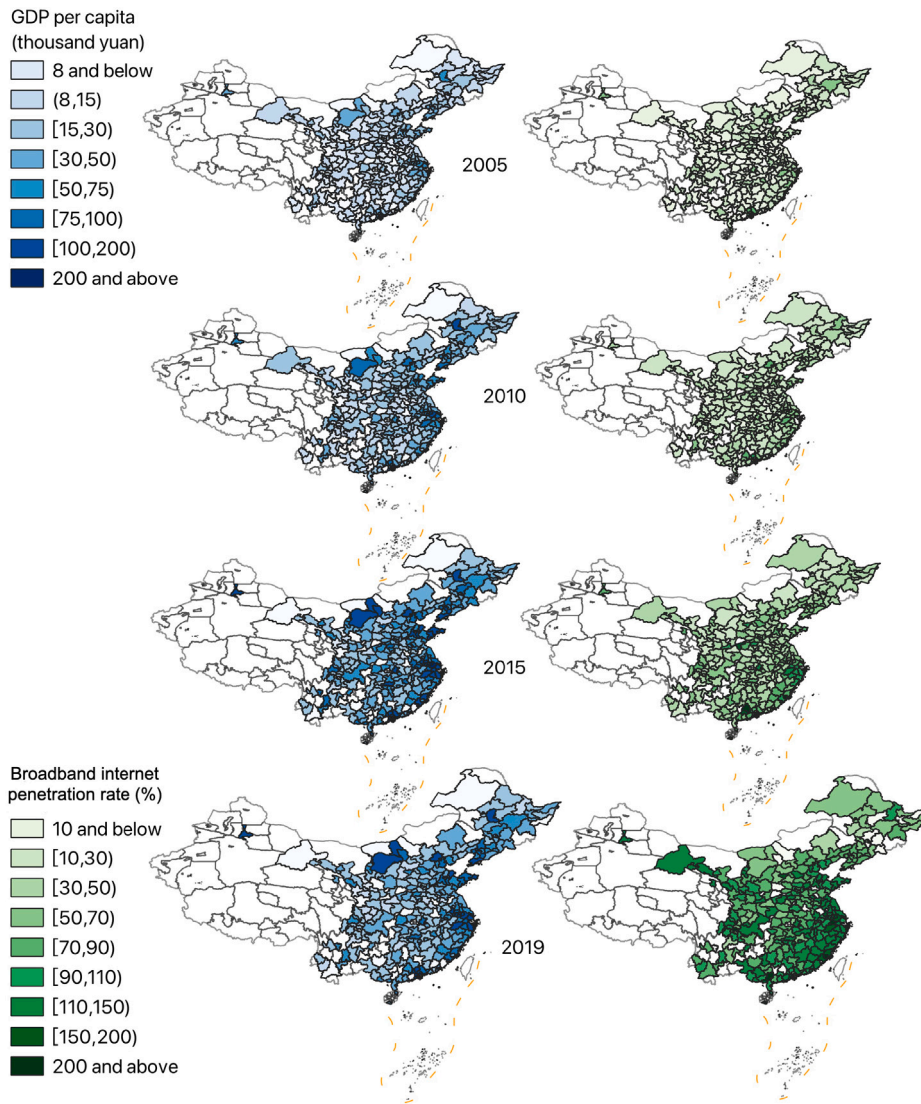 GDP per capita
(thousand yuan)
8 and below
(8,15)
[15,30)
[30,50)
[50,75)
[75,100)
[100,200)
200 and above
2005
2010
2015
2019
Broadband internet
penetration rate (%)
10 and below
[10,30)
[30,50)
[50,70)
[70,90)
[90,110)
[110,150)
[150,200)
200 and above